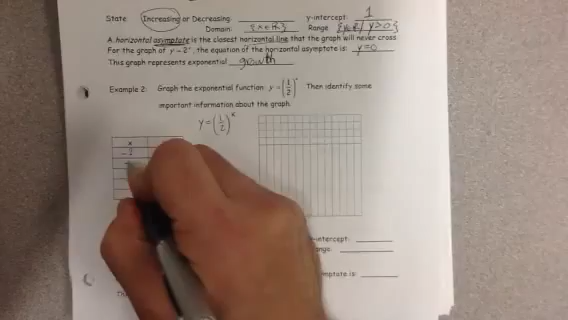 State: Increasing or Decreasing y-intercept: 1
Domain: {x∈R} Range {y∈R| y>0}
A horizontal asymptote is the closest horizontal line that the graph will never cross
For the graph of y=2ˣ, the equation of the horizontal asymptote is: y=0
This graph represents exponential growth
Example 2: Graph the exponential function y=(1/2)ˣ Then identify some
important information about the graph.
y=(1/2)ˣ
x
-2
y-intercept:
ange:
mptote is:
Th